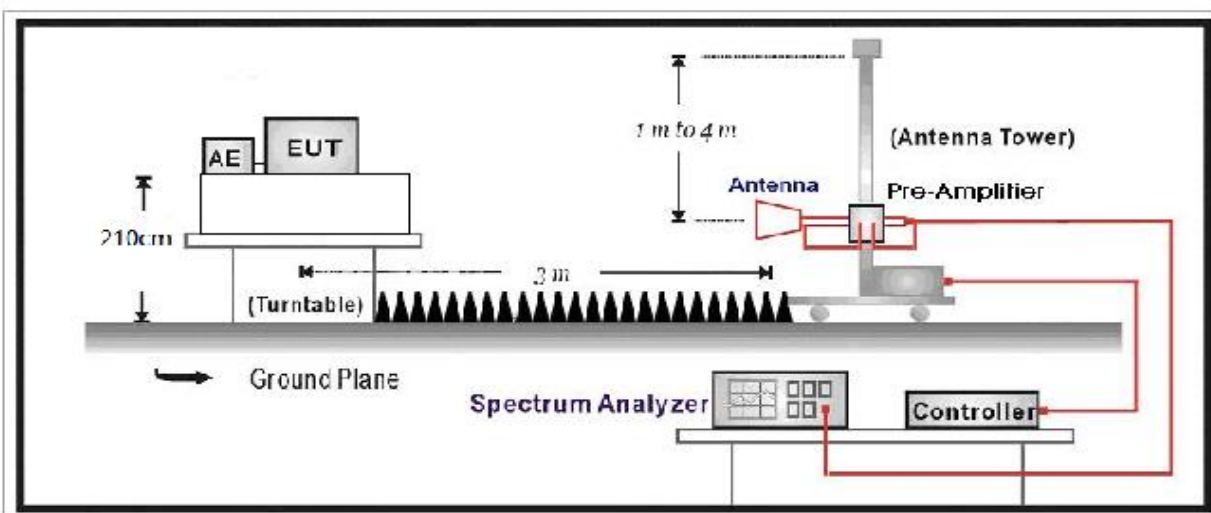 1 m to 4 m
(Antenna Tower)
AE
EUT
Antenna
Pre-Amplifier
210cm
3 m
(Turntable)
Ground Plane
Spectrum Analyzer
Controller